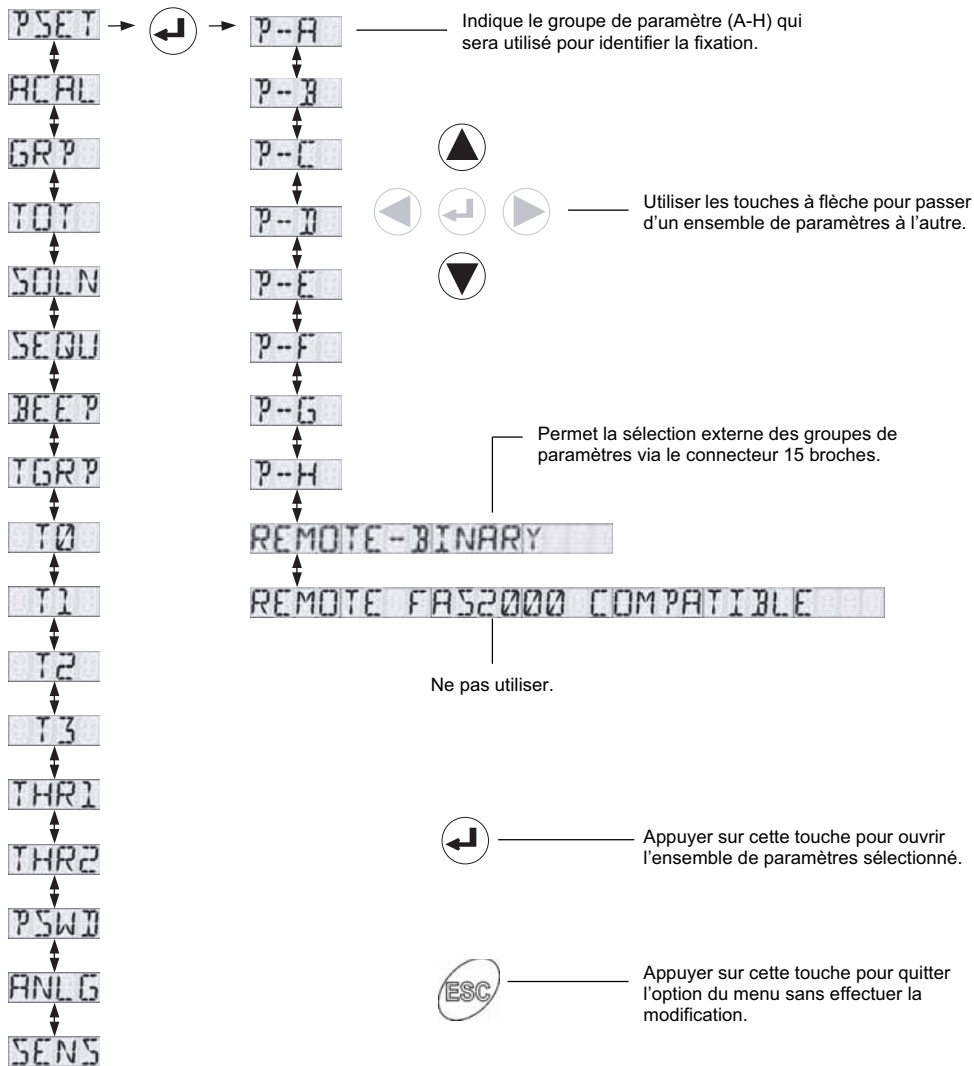 PSET
P--A
Indique le groupe de paramètre (A-H) qui
sera utilisé pour identifier la fixation.
ACAL
P--B
GRP
P--C
TOT
P--D
Utiliser les touches à flèche pour passer
d'un ensemble de paramètres à l'autre.
SOLN
P--E
SEQU
P--F
BEEP
P--G
Permet la sélection externe des groupes de
paramètres via le connecteur 15 broches.
TGRP
P--H
T0
REMOTE-BINARY
T1
REMOTE FAS2000 COMPATIBLE
T2
Ne pas utiliser.
T3
THR1
THR2
Appuyer sur cette touche pour ouvrir
l'ensemble de paramètres sélectionné.
PSWD
ANLG
ESC
Appuyer sur cette touche pour quitter
l'option du menu sans effectuer la
modification.
SENS